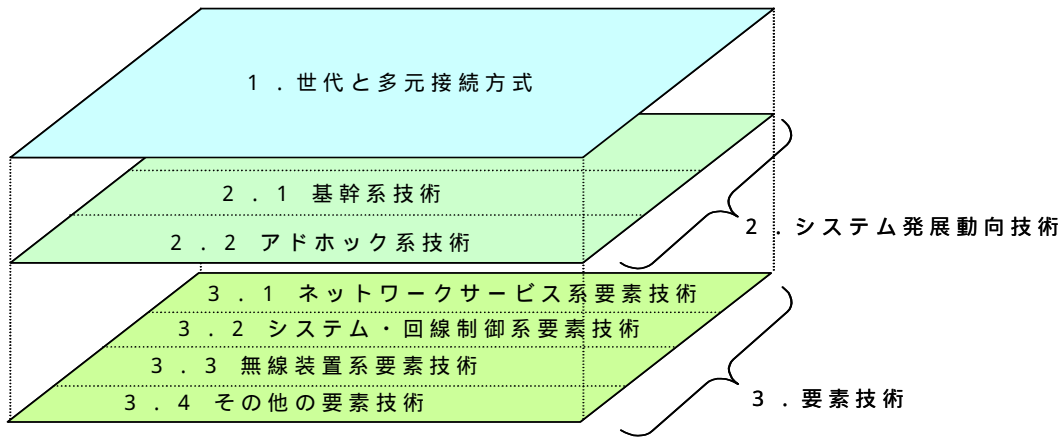 1．世代と多元接続方式
2．1 基幹系技術
2．2 アドホック系技術
2．システム発展動向技術
3．1 ネットワークサービス系要素技術
3．2 システム・回線制御系要素技術
3．3 無線装置系要素技術
3．4 その他の要素技術
3．要素技術